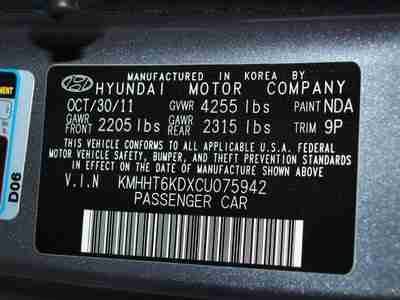 MANUFACTURED IN KOREA BY
HYUNDAI MOTOR COMPANY
OCT/30/11 GVWR 4255 lbs PAINT NDA
GAWR FRONT 2205 lbs GAWR REAR 2315 lbs TRIM 9P
THIS VEHICLE CONFORMS TO ALL APPLICABLE U.S.A. FEDERAL
MOTOR VEHICLE SAFETY, BUMPER, AND THEFT PREVENTION STANDARDS
IN EFFECT ON THE DATE OF MANUFACTURE SHOWN ABOVE.
V.I.N KMHHT6KDXCU075942
PASSENGER CAR
D06